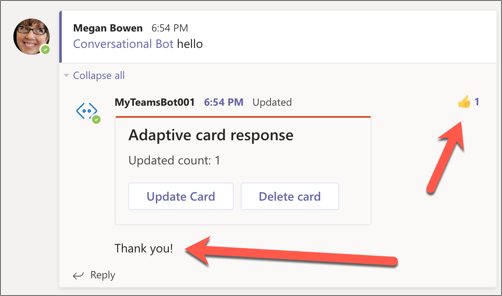 Megan Bowen 6:54 PM
Conversational Bot hello
Collapse all
MyTeamsBot001 6:54 PM Updated 👍 1
Adaptive card response
Updated count: 1
Update Card Delete card
Thank you!
Reply